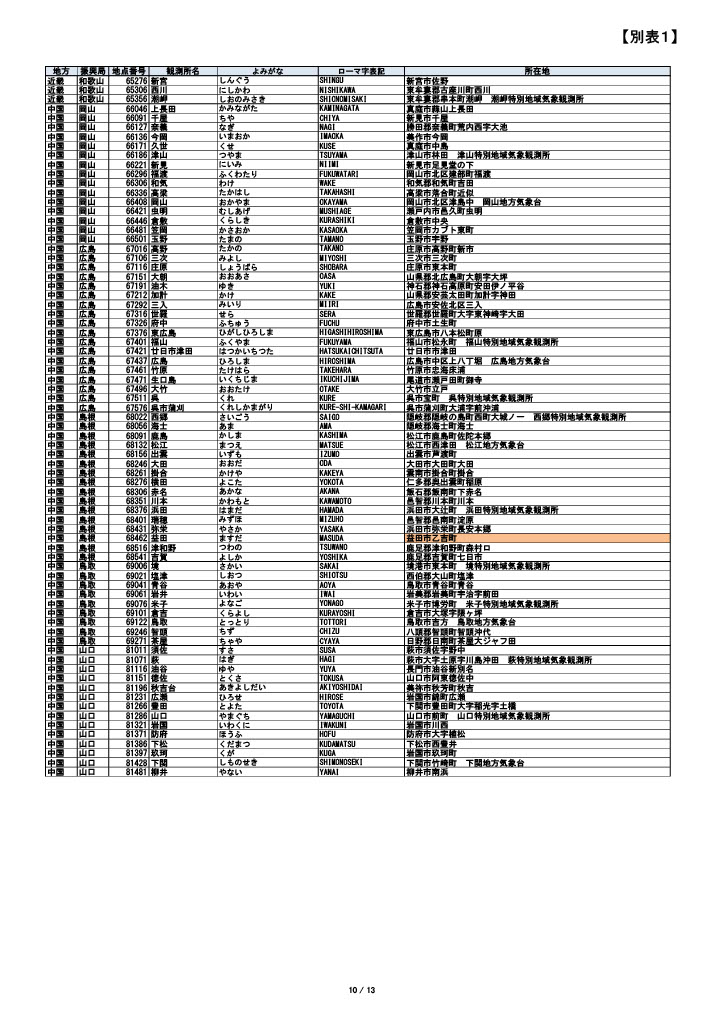 【別表1】
地方 振興局 地点番号 観測所名 よみがな ローマ字表記 所在地
近畿 和歌山 65276 新宮 しんぐう SHINGU 新宮市佐野
近畿 和歌山 65306 西川 にしかわ NISHIKAWA 東牟婁郡古座川町西川
近畿 和歌山 65356 潮岬 しおのみさき SHIONOMISAKI 東牟婁郡串本町潮岬 潮岬特別地域気象観測所
中国 岡山 66046 上長田 かみながた KAMINAGATA 真庭市蒜山上長田
中国 岡山 66091 千屋 ちや CHIYA 新見市千屋
中国 岡山 66127 奈義 なぎ NAGI 勝田郡奈義町荒内西字大池
中国 岡山 66136 今岡 いまおか IMAOKA 美作市今岡
中国 岡山 66171 久世 くせ KUSE 真庭市中島
中国 岡山 66186 津山 つやま TSUYAMA 津山市林田 津山特別地域気象観測所
中国 岡山 66221 新見 にいみ NIIMI 新見市足見堂の下
中国 岡山 66296 福渡 ふくわたり FUKUWATARI 岡山市北区建部町福渡
中国 岡山 66306 和気 わけ WAKE 和気郡和気町吉田
中国 岡山 66336 高梁 たかはし TAKAHASHI 高梁市落合町近似
中国 岡山 66408 岡山 おかやま OKAYAMA 岡山市北区津島中 岡山地方気象台
中国 岡山 66421 虫明 むしあげ MUSHIAGE 瀬戸内市邑久町虫明
中国 岡山 66446 倉敷 くらしき KURASHIKI 倉敷市中央
中国 岡山 66481 笠岡 かさおか KASAOKA 笠岡市カブト東町
中国 岡山 66501 玉野 たまの TAMANO 玉野市宇野
中国 広島 67016 高野 たかの TAKANO 庄原市高野町新市
中国 広島 67106 三次 みよし MIYOSHI 三次市三次町
中国 広島 67116 庄原 しょうばら SHOBARA 庄原市東本町
中国 広島 67151 大朝 おおあさ OASA 山県郡北広島町大朝字大坪
中国 広島 67191 油木 ゆき YUKI 神石郡神石高原町安田伊ノ平谷
中国 広島 67212 加計 かけ KAKE 山県郡安芸太田町加計字神田
中国 広島 67292 三入 みいり MIIRI 広島市安佐北区三入
中国 広島 67316 世羅 せら SERA 世羅郡世羅町大字東神崎字大田
中国 広島 67326 府中 ふちゅう FUCHU 府中市土生町
中国 広島 67376 東広島 ひがしひろしま HIGASHIHIROSHIMA 東広島市八本松町原
中国 広島 67401 福山 ふくやま FUKUYAMA 福山市松永町 福山特別地域気象観測所
中国 広島 67421 廿日市津田 はつかいちつた HATSUKAICHITSUTA 廿日市市津田
中国 広島 67437 広島 ひろしま HIROSHIMA 広島市中区上八丁堀 広島地方気象台
中国 広島 67461 竹原 たけはら TAKEHARA 竹原市忠海床浦
中国 広島 67471 生口島 いくちじま IKUCHIJIMA 尾道市瀬戸田町御寺
中国 広島 67496 大竹 おおたけ OTAKE 大竹市立戸
中国 広島 67511 呉 くれ KURE 呉市宝町 呉特別地域気象観測所
中国 広島 67576 呉市蒲刈 くれしかまがり KURE-SHI-KAMAGARI 呉市蒲刈町大浦字前沖浦
中国 島根 68022 西郷 さいごう SAIGO 隠岐郡隠岐の島町西町大城ノ一 西郷特別地域気象観測所
中国 島根 68056 海士 あま AMA 隠岐郡海士町海士
中国 島根 68091 鹿島 かしま KASHIMA 松江市鹿島町佐陀本郷
中国 島根 68132 松江 まつえ MATSUE 松江市西津田 松江地方気象台
中国 島根 68156 出雲 いずも IZUMO 出雲市芦渡町
中国 島根 68246 大田 おおだ ODA 大田市大田町大田
中国 島根 68261 掛合 かけや KAKEYA 雲南市掛合町掛合
中国 島根 68276 横田 よこた YOKOTA 仁多郡奥出雲町稲原
中国 島根 68306 赤名 あかな AKANA 飯石郡飯南町下赤名
中国 島根 68351 川本 かわもと KAWAMOTO 邑智郡川本町川本
中国 島根 68376 浜田 はまだ HAMADA 浜田市大辻町 浜田特別地域気象観測所
中国 島根 68401 瑞穂 みずほ MIZUHO 邑智郡邑南町淀原
中国 島根 68431 弥栄 やさか YASAKA 浜田市弥栄町長安本郷
中国 島根 68462 益田 ますだ MASUDA 益田市乙吉町
中国 島根 68516 津和野 つわの TSUWANO 鹿足郡津和野町森村口
中国 島根 68541 吉賀 よしか YOSHIKA 鹿足郡吉賀町七日市
中国 鳥取 69006 境 さかい SAKAI 境港市東本町 境特別地域気象観測所
中国 鳥取 69021 塩津 しおつ SHIOTSU 西伯郡大山町塩津
中国 鳥取 69041 青谷 あおや AOYA 鳥取市青谷町青谷
中国 鳥取 69061 岩井 いわい IWAI 岩美郡岩美町宇治字前田
中国 鳥取 69076 米子 よなご YONAGO 米子市博労町 米子特別地域気象観測所
中国 鳥取 69101 倉吉 くらよし KURAYOSHI 倉吉市大塚字隈ヶ坪
中国 鳥取 69122 鳥取 とっとり TOTTORI 鳥取市吉方 鳥取地方気象台
中国 鳥取 69246 智頭 ちず CHIZU 八頭郡智頭町智頭沖代
中国 鳥取 69271 茶屋 ちゃや CYAYA 日野郡日南町茶屋大ジャフ田
中国 山口 81011 須佐 すさ SUSA 萩市須佐字野中
中国 山口 81071 萩 はぎ HAGI 萩市大字土原字川島沖田 萩特別地域気象観測所
中国 山口 81116 油谷 ゆや YUYA 長門市油谷新別名
中国 山口 81151 徳佐 とくさ TOKUSA 山口市阿東徳佐中
中国 山口 81196 秋吉台 あきよしだい AKIYOSHIDAI 美祢市秋芳町秋吉
中国 山口 81231 広瀬 ひろせ HIROSE 岩国市錦町広瀬
中国 山口 81266 豊田 とよた TOYOTA 下関市豊田町大字稲光字土橋
中国 山口 81286 山口 やまぐち YAMAGUCHI 山口市前町 山口特別地域気象観測所
中国 山口 81321 岩国 いわくに IWAKUNI 岩国市川西
中国 山口 81371 防府 ほうふ HOFU 防府市大字植松
中国 山口 81386 下松 くだまつ KUDAMATSU 下松市西豊井
中国 山口 81397 玖珂 くが KUGA 岩国市玖珂町
中国 山口 81428 下関 しものせき SHIMONOSEKI 下関市竹崎町 下関地方気象台
中国 山口 81481 柳井 やない YANAI 柳井市南浜
10 / 13